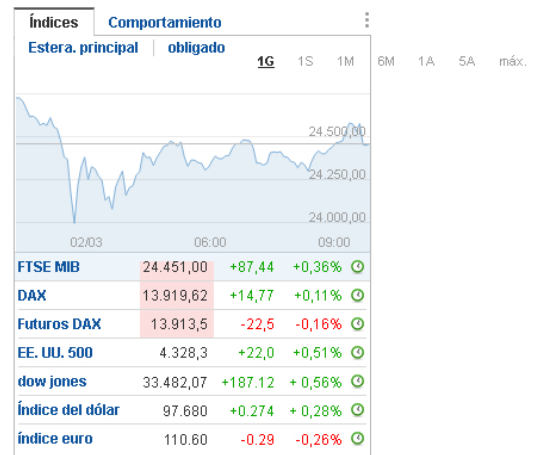 Índices Comportamiento
Estera. principal obligado
1G 1S 1M 6M 1A 5A máx.
24.500,00
24.250,00
24.000,00
02/03 06:00 09:00
FTSE MIB 24.451,00 +87,44 +0,36%
DAX 13.919,62 +14,77 +0,11%
Futuros DAX 13.913,5 -22,5 -0,16%
EE. UU. 500 4.328,3 +22,0 +0,51%
dow jones 33.482,07 +187.12 + 0,56%
Índice del dólar 97.680 +0.274 + 0,28%
índice euro 110.60 -0.29 -0,26%